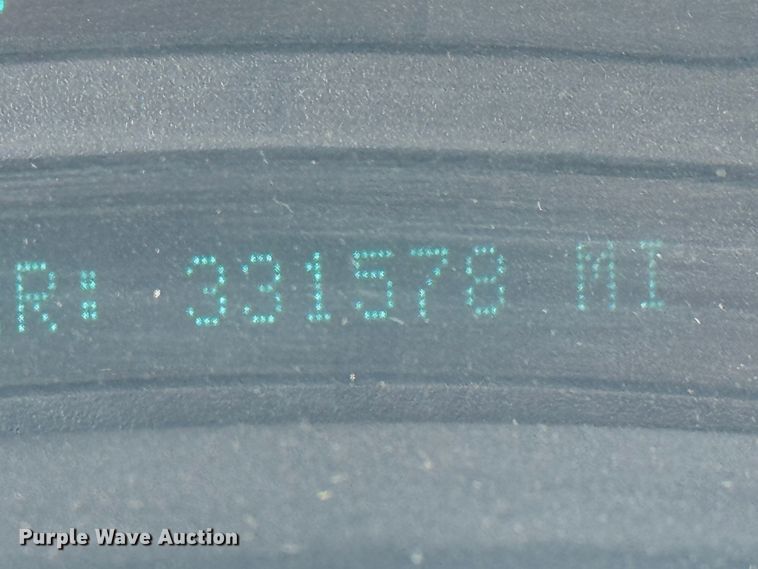 R: 331578 MI
Purple Wave Auction